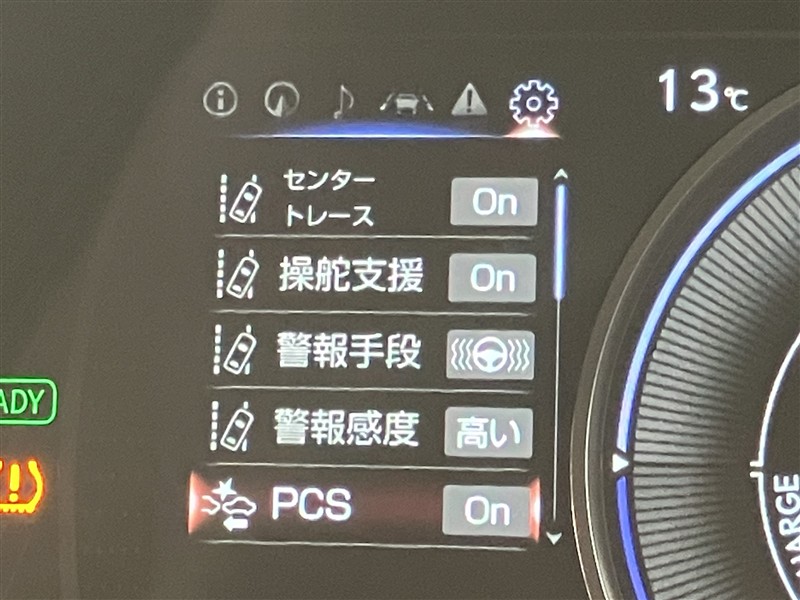 13℃
センター
トレース
On
操舵支援 On
警報手段
警報感度 高い
PCS On
ADY
HARGE